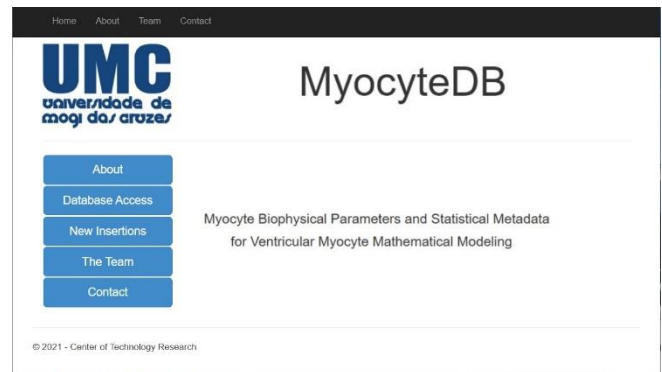 Home About Team Contact
UMC
universidade de
mogi das cruzes
MyocyteDB
About
Database Access
New Insertions
The Team
Contact
Myocyte Biophysical Parameters and Statistical Metadata
for Ventricular Myocyte Mathematical Modeling
© 2021 - Center of Technology Research